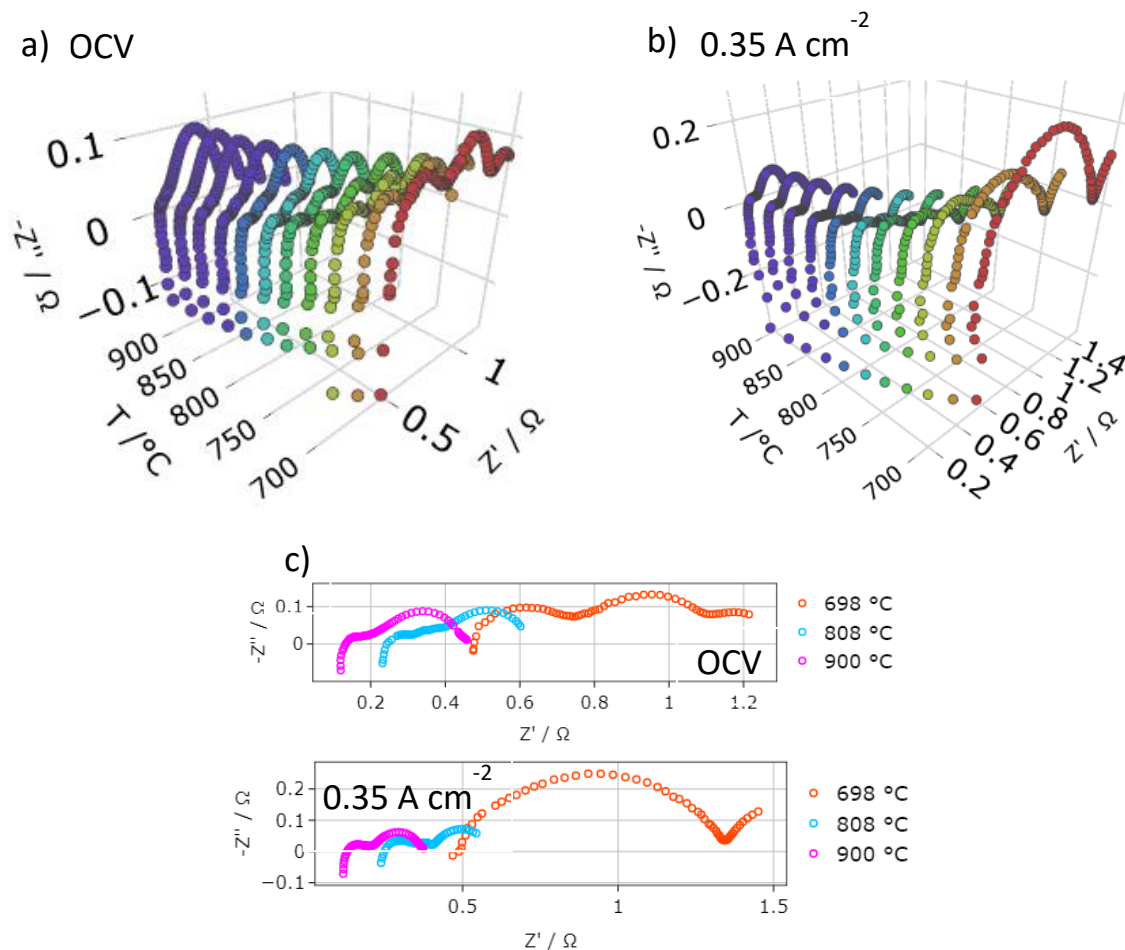 a) OCV
0.1
0
−0.1
-Z'' / Ω
900
850
800
750
700
T /°C
1
0.5
Z' / Ω
b) 0.35 A cm⁻²
0.2
0
−0.2
-Z'' / Ω
900
850
800
750
700
T /°C
1.4
1.2
1
0.8
0.6
0.4
0.2
Z' / Ω
c)
0.1
0
-Z'' / Ω
0.2 0.4 0.6 0.8 1 1.2
Z' / Ω
OCV
698 °C
808 °C
900 °C
0.35 A cm⁻²
0.2
0.1
0
−0.1
-Z'' / Ω
0.5 1 1.5
Z' / Ω
698 °C
808 °C
900 °C